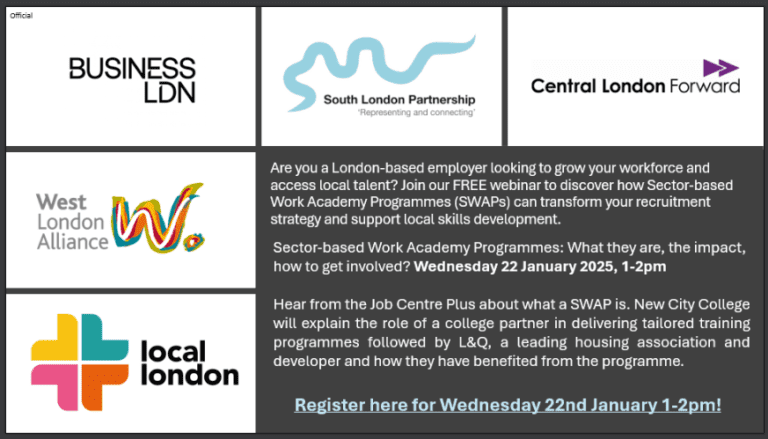 Official
BUSINESS
LDN
South London Partnership
'Representing and connecting'
Central London Forward
West
London
Alliance
W.
Are you a London-based employer looking to grow your workforce and
access local talent? Join our FREE webinar to discover how Sector-based
Work Academy Programmes (SWAPs) can transform your recruitment
strategy and support local skills development.
Sector-based Work Academy Programmes: What they are, the impact,
how to get involved? Wednesday 22 January 2025, 1-2pm
Hear from the Job Centre Plus about what a SWAP is. New City College
will explain the role of a college partner in delivering tailored training
programmes followed by L&Q, a leading housing association and
developer and how they have benefited from the programme.
local
london
Register here for Wednesday 22nd January 1-2pm!